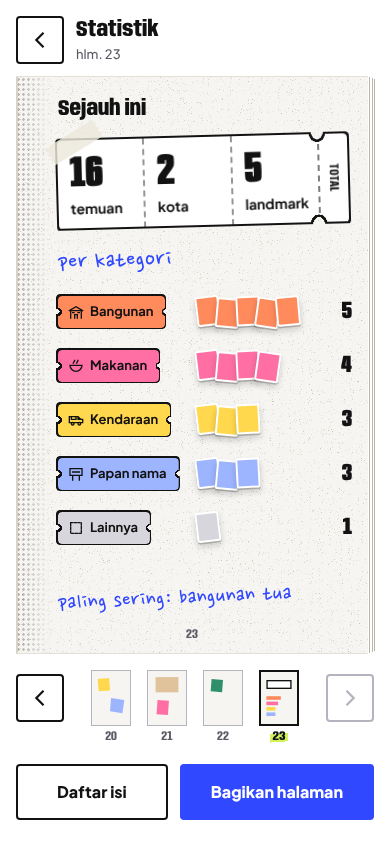 Statistik
hlm. 23
Sejauh ini
16
temuan
2
kota
5
landmark
TOTAL
per kategori
Bangunan
5
Makanan
4
Kendaraan
3
Papan nama
3
Lainnya
1
paling sering: bangunan tua
23
20
21
22
23
Daftar isi
Bagikan halaman